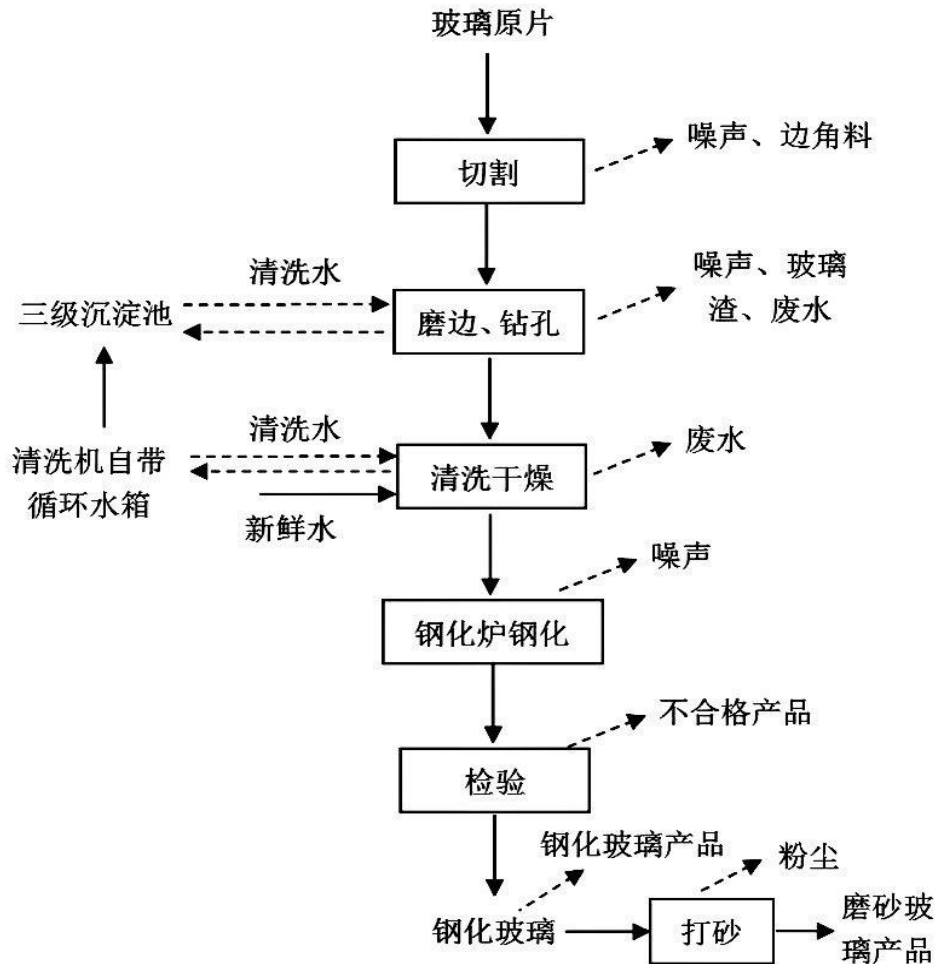 玻璃原片
切割
噪声、边角料
清洗水
三级沉淀池
磨边、钻孔
噪声、玻璃
渣、废水
清洗水
清洗机自带
循环水箱
新鲜水
清洗干燥
废水
噪声
钢化炉钢化
不合格产品
检验
钢化玻璃产品
粉尘
钢化玻璃
打砂
磨砂玻
璃产品